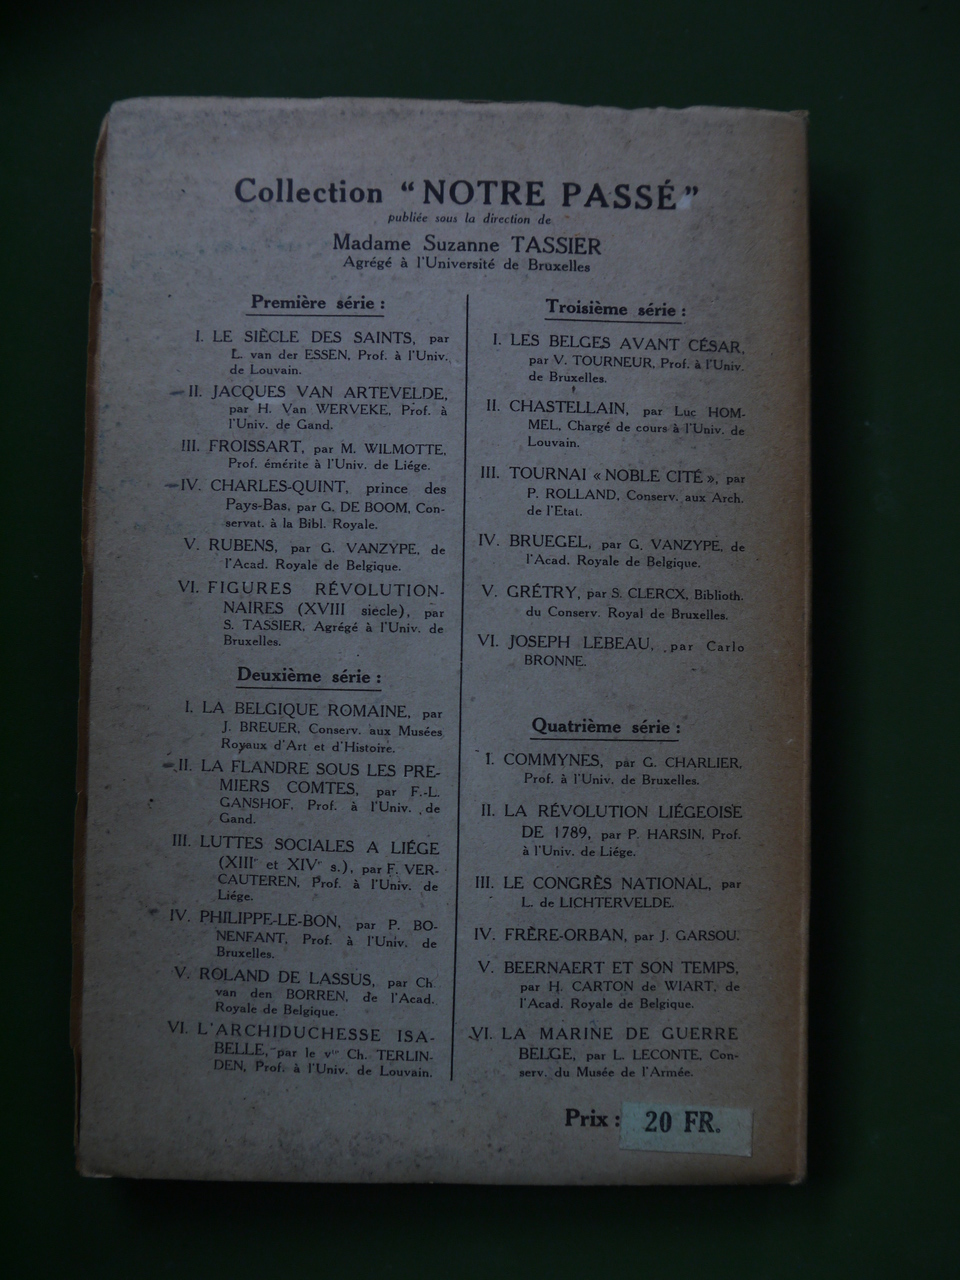 Collection "NOTRE PASSÉ"
publiée sous la direction de
Madame Suzanne TASSIER
Agrégé à l'Université de Bruxelles
Première série :
I. LE SIÈCLE DES SAINTS, par
L. van der ESSEN, Prof. à l'Univ.
de Louvain.
II. JACQUES VAN ARTEVELDE,
par H. Van WERVEKE, Prof. à
l'Univ. de Gand.
III. FROISSART, par M. WILMOTTE,
Prof. émérite à l'Univ. de Liége.
IV. CHARLES-QUINT, prince des
Pays-Bas, par G. DE BOOM, Con-
servat. à la Bibl. Royale.
V. RUBENS, par G. VANZYPE, de
l'Acad. Royale de Belgique.
VI. FIGURES RÉVOLUTION-
NAIRES (XVIII siècle), par
S. TASSIER, Agrégé à l'Univ. de
Bruxelles.
Deuxième série :
I. LA BELGIQUE ROMAINE, par
J. BREUER, Conserv. aux Musées
Royaux d'Art et d'Histoire.
II. LA FLANDRE SOUS LES PRE-
MIERS COMTES, par F.-L.
GANSHOF, Prof. à l'Univ. de
Gand.
III. LUTTES SOCIALES A LIÉGE
(XIIIe et XIVe s.), par F. VER-
CAUTEREN, Prof. à l'Univ. de
Liége.
IV. PHILIPPE-LE-BON, par P. BO-
NENFANT, Prof. à l'Univ. de
Bruxelles.
V. ROLAND DE LASSUS, par Ch.
van den BORREN, de l'Acad.
Royale de Belgique.
VI. L'ARCHIDUCHESSE ISA-
BELLE, par le vte Ch. TERLIN-
DEN, Prof. à l'Univ. de Louvain.
Troisième série :
I. LES BELGES AVANT CÉSAR,
par V. TOURNEUR, Prof. à l'Univ.
de Bruxelles.
II. CHASTELLAIN, par Luc HOM-
MEL, Chargé de cours à l'Univ. de
Louvain.
III. TOURNAI « NOBLE CITÉ », par
P. ROLLAND, Conserv. aux Arch.
de l'Etat.
IV. BRUEGEL, par G. VANZYPE, de
l'Acad. Royale de Belgique.
V. GRÉTRY, par S. CLERCX, Biblioth.
du Conserv. Royal de Bruxelles.
VI. JOSEPH LEBEAU, par Carlo
BRONNE.
Quatrième série :
I. COMMYNES, par G. CHARLIER,
Prof. à l'Univ. de Bruxelles.
II. LA RÉVOLUTION LIÉGEOISE
DE 1789, par P. HARSIN, Prof.
à l'Univ. de Liége.
III. LE CONGRÈS NATIONAL, par
L. de LICHTERVELDE.
IV. FRÈRE-ORBAN, par J. GARSOU.
V. BEERNAERT ET SON TEMPS,
par H. CARTON de WIART, de
l'Acad. Royale de Belgique.
VI. LA MARINE DE GUERRE
BELGE, par L. LECONTE, Con-
serv. du Musée de l'Armée.
Prix : 20 FR.